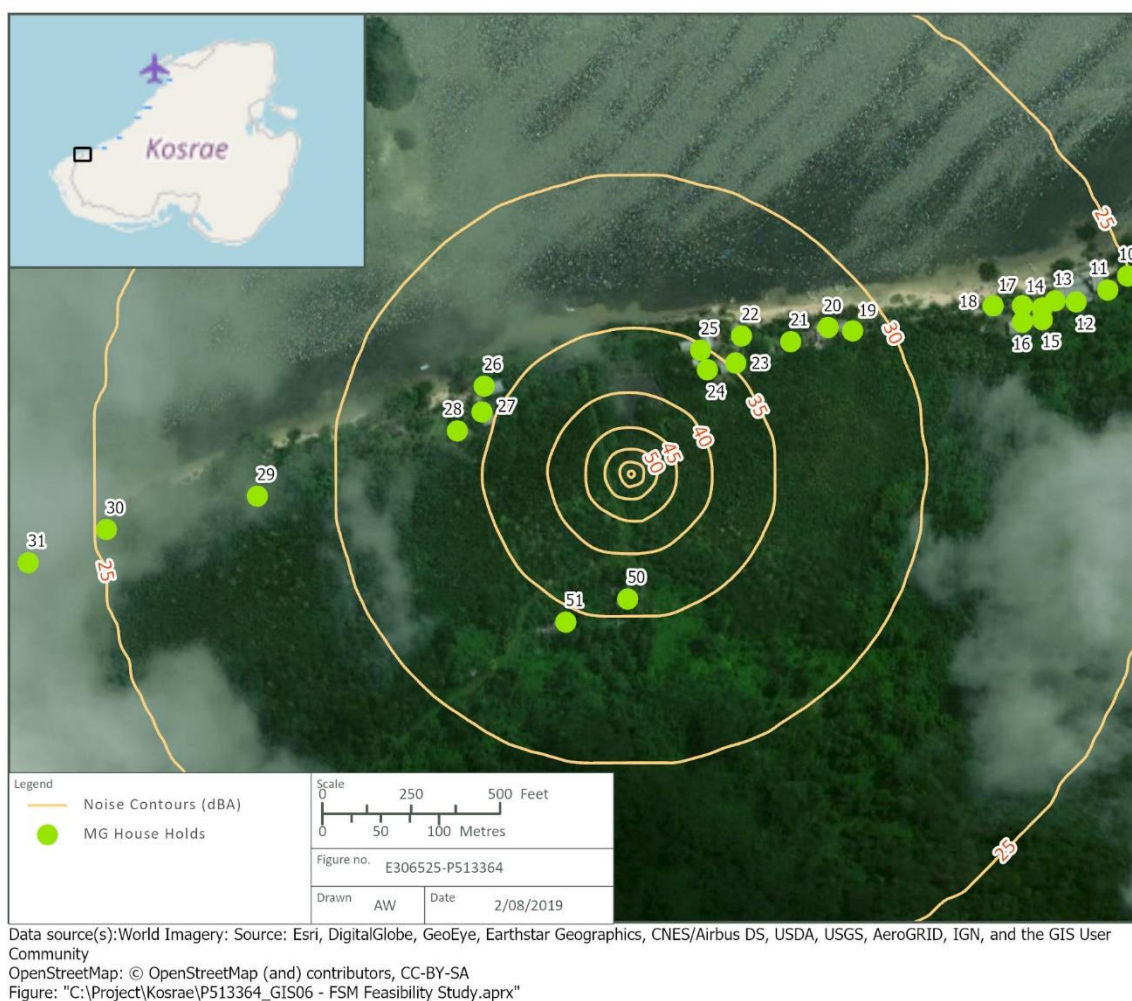 Kosrae
25
10
11
13
14
17
18
12
15
16
20
19
21
22
30
25
23
24
35
26
27
28
40
45
50
29
30
31
25
50
51
25
Legend
Noise Contours (dBA)
MG House Holds
Scale
0 250 500 Feet
0 50 100 Metres
Figure no. E306525-P513364
Drawn AW Date 2/08/2019
Data source(s):World Imagery: Source: Esri, DigitalGlobe, GeoEye, Earthstar Geographics, CNES/Airbus DS, USDA, USGS, AeroGRID, IGN, and the GIS User
Community
OpenStreetMap: © OpenStreetMap (and) contributors, CC-BY-SA
Figure: "C:\Project\Kosrae\P513364_GIS06 - FSM Feasibility Study.aprx"